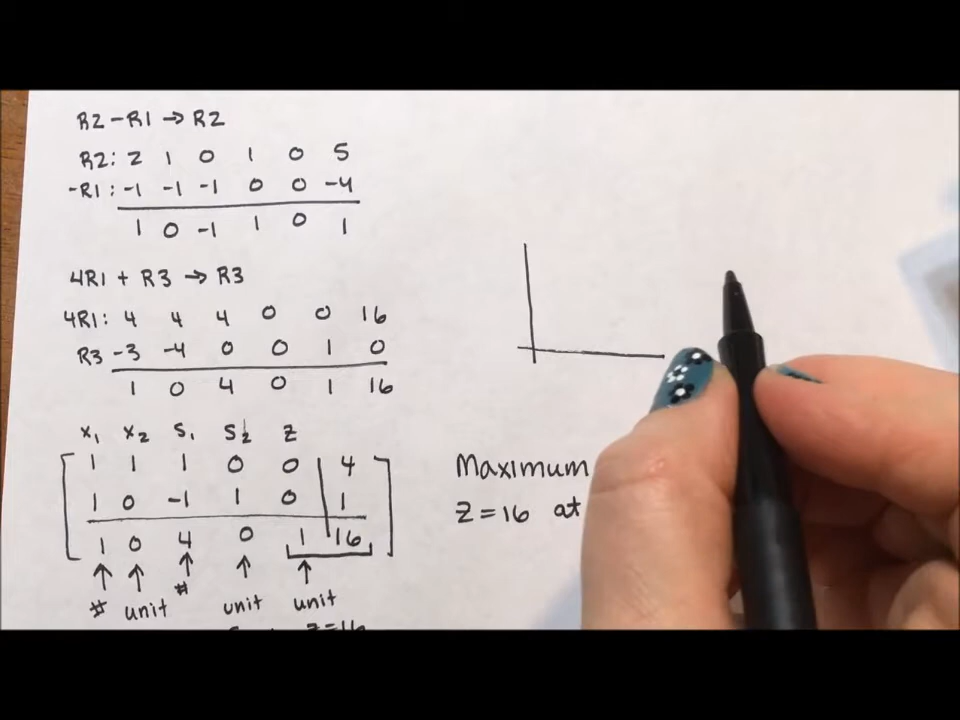 R2 - R1 → R2
R2: 2 1 0 1 0 5
-R1: -1 -1 -1 0 0 -4
1 0 -1 1 0 1
4R1 + R3 → R3
4R1: 4 4 4 0 0 16
R3 -3 -4 0 0 1 0
1 0 4 0 1 16
x₁ x₂ s₁ s₂ z
1 1 1 0 0 | 4
1 0 -1 1 0 | 1
1 0 4 0 1 | 16
↑ ↑ ↑ ↑ ↑
# unit # unit unit
z=16
Maximum
z=16 at